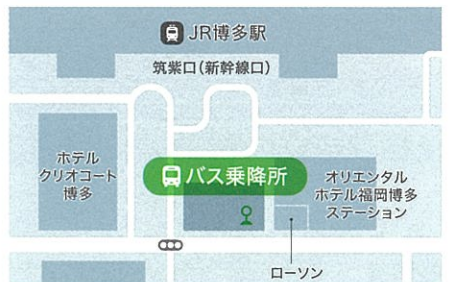 JR博多駅
筑紫口(新幹線口)
ホテル
クリオコート
博多
バス乗降所
オリエンタル
ホテル福岡博多
ステーション
ローソン